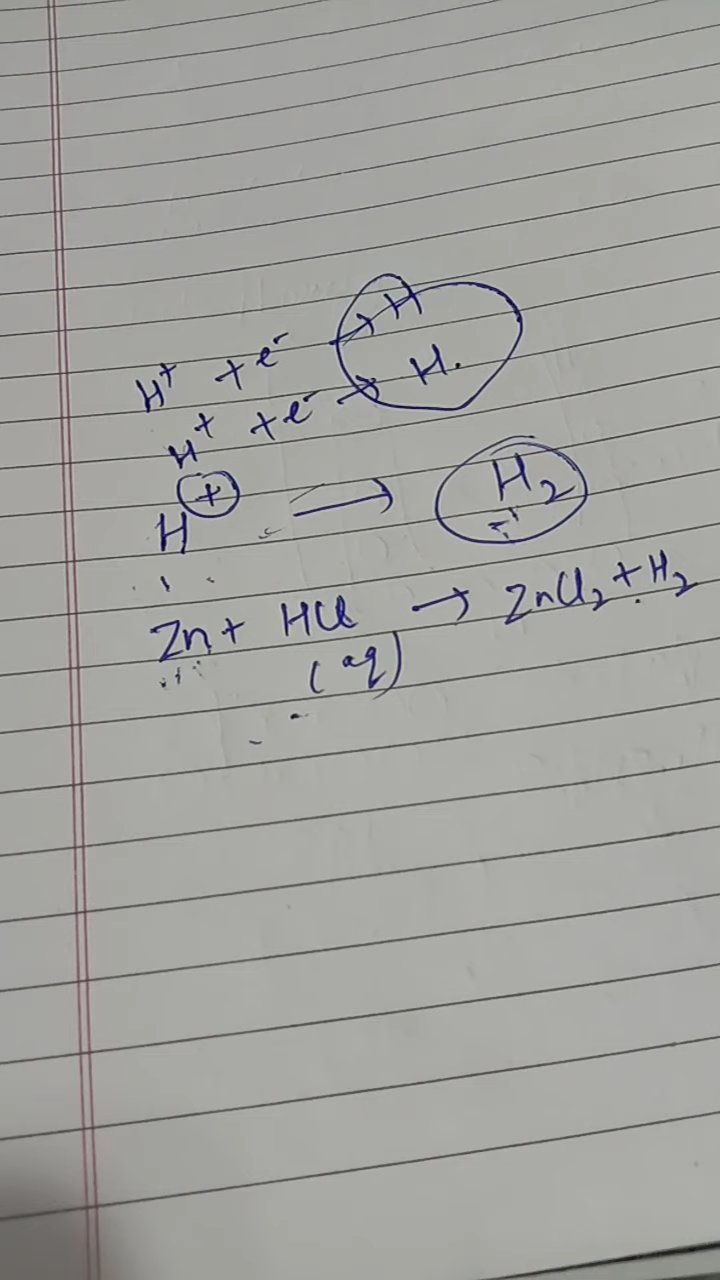 H⁺ + e⁻ → H
H⁺ + e⁻ → H.
H⁺ → H₂
Zn + HCl → ZnCl₂ + H₂
(aq)